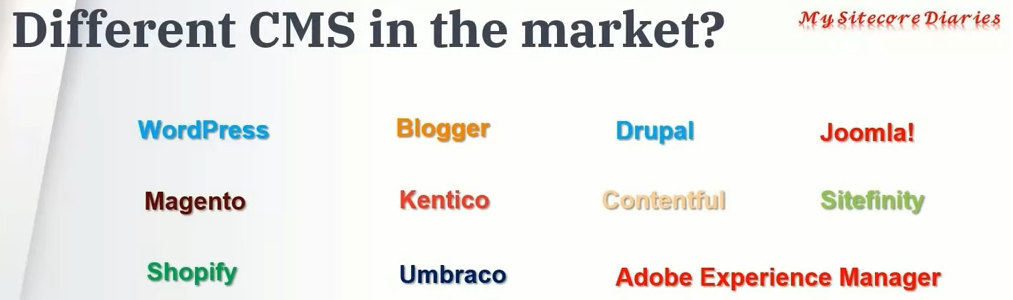 Different CMS in the market?
My Sitecore Diaries
WordPress Blogger Drupal Joomla!
Magento Kentico Contentful Sitefinity
Shopify Umbraco Adobe Experience Manager